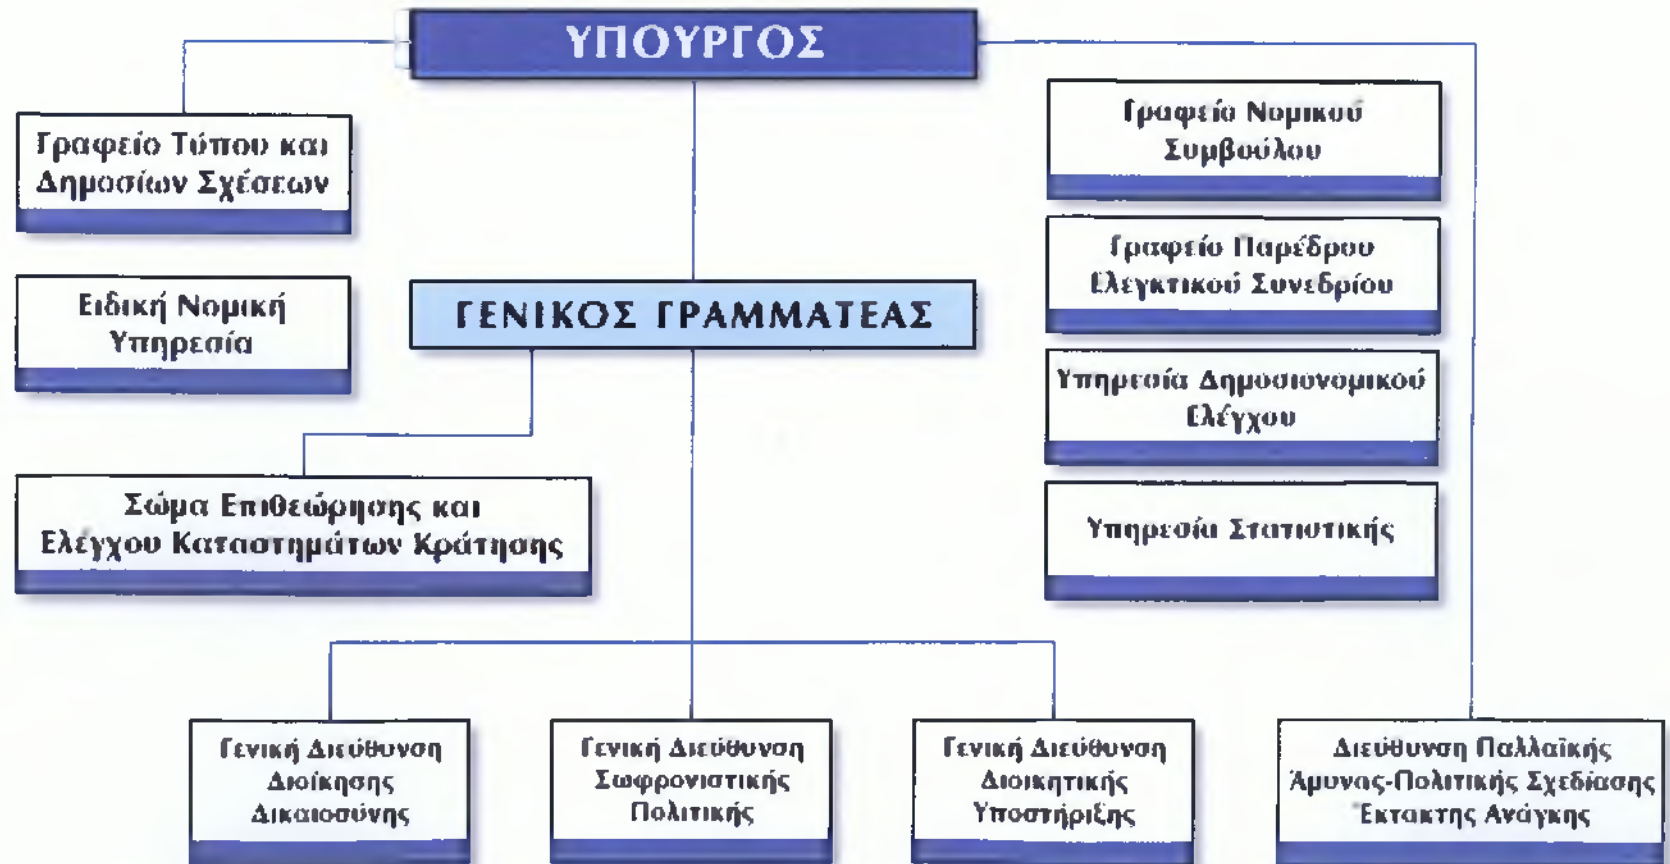 ΥΠΟΥΡΓΟΣ
Γραφείο Τύπου και
Δημοσίων Σχέσεων
Γραφείο Νομικού
Συμβούλου
Ειδική Νομική
Υπηρεσία
ΓΕΝΙΚΟΣ ΓΡΑΜΜΑΤΕΑΣ
Γραφείο Παρέδρου
Ελεγκτικού Συνεδρίου
Υπηρεσία Δημοσιονομικού
Ελέγχου
Σώμα Επιθεώρησης και
Ελέγχου Καταστημάτων Κράτησης
Υπηρεσία Στατιστικής
Γενική Διεύθυνση
Διοίκησης
Δικαιοσύνης
Γενική Διεύθυνση
Σωφρονιστικής
Πολιτικής
Γενική Διεύθυνση
Διοικητικής
Υποστήριξης
Διεύθυνση Παλλαϊκής
Άμυνας-Πολιτικής Σχεδίασης
Έκτακτης Ανάγκης